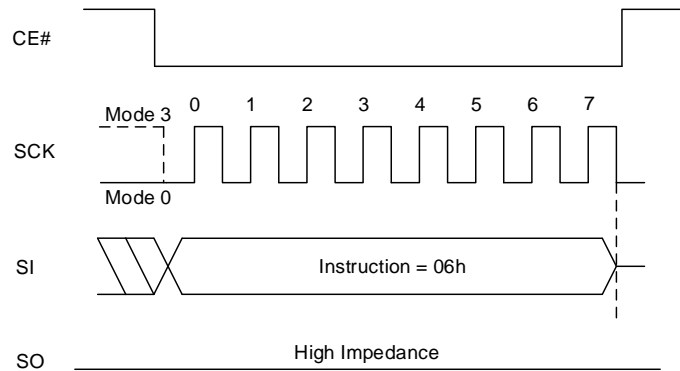 CE#
Mode 3
0 1 2 3 4 5 6 7
SCK
Mode 0
SI
Instruction = 06h
SO
High Impedance